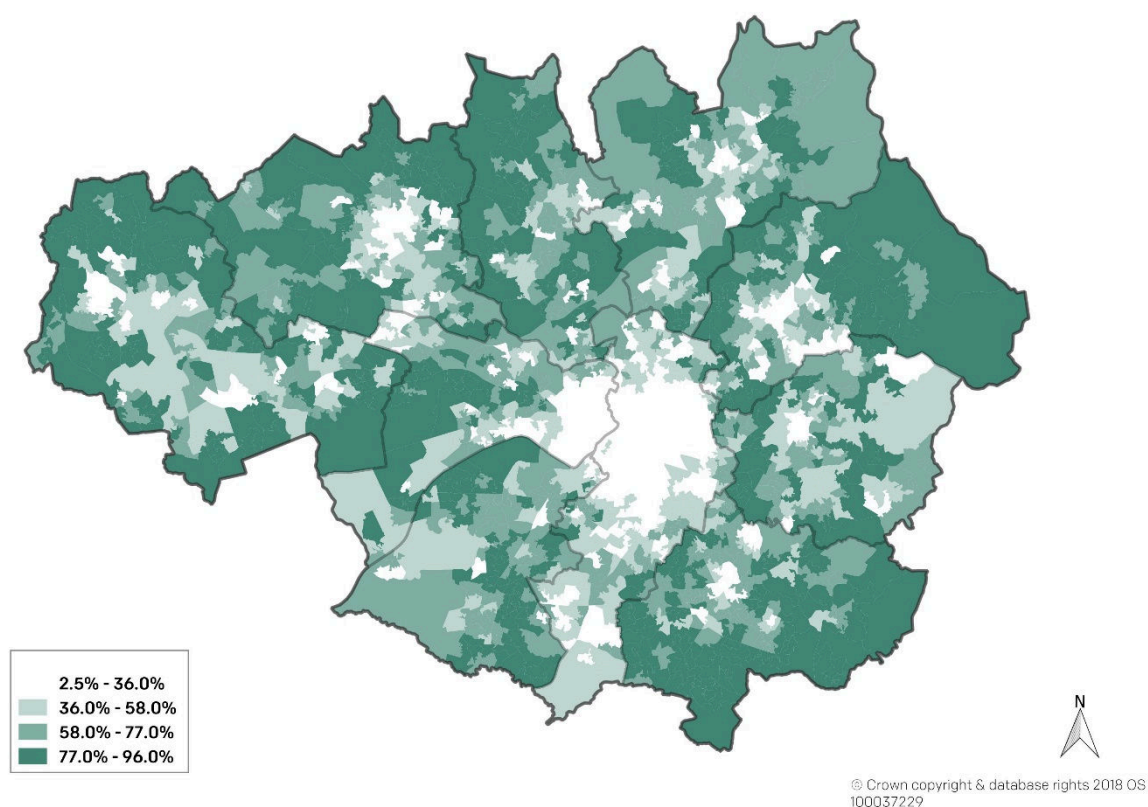 2.5% - 36.0%
36.0% - 58.0%
58.0% - 77.0%
77.0% - 96.0%
N
© Crown copyright & database rights 2018 OS
100037229